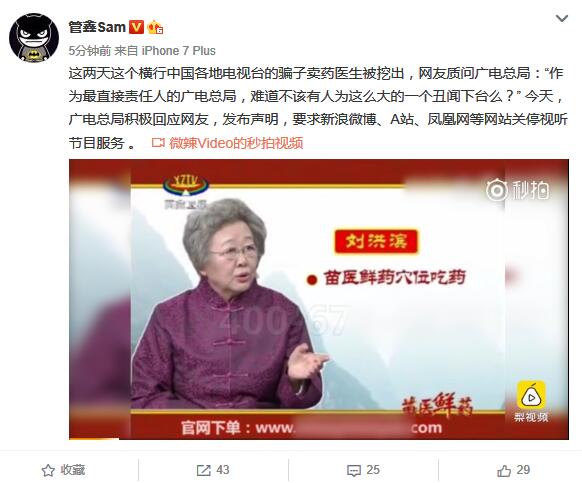 管鑫Sam
5分钟前 来自 iPhone 7 Plus
这两天这个横行中国各地电视台的骗子卖药医生被挖出，网友质问广电总局：“作
为最直接责任人的广电总局，难道不该有人为这么大的一个丑闻下台么？” 今天，
广电总局积极回应网友，发布声明，要求新浪微博、A站、凤凰网等网站关停视听
节目服务 。 微辣Video的秒拍视频
XZTV
秒拍
刘洪滨
苗医鲜药穴位吃药
400-67
苗医鲜药
梨视频
官网下单：www.
.com
收藏
43
25
29